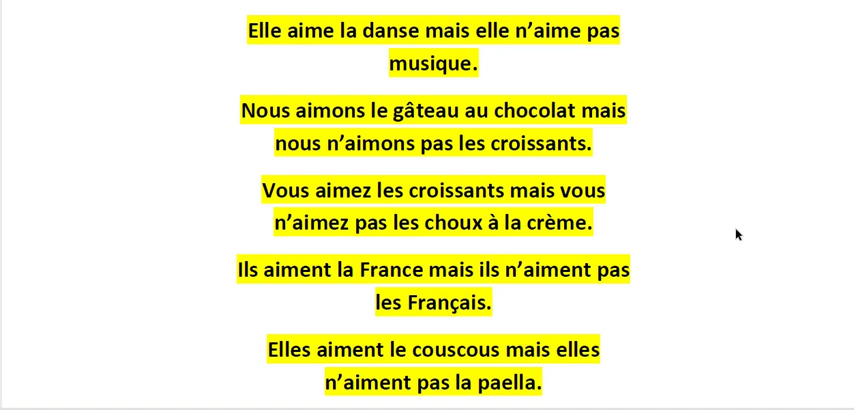 Elle aime la danse mais elle n’aime pas
musique.
Nous aimons le gâteau au chocolat mais
nous n’aimons pas les croissants.
Vous aimez les croissants mais vous
n’aimez pas les choux à la crème.
Ils aiment la France mais ils n’aiment pas
les Français.
Elles aiment le couscous mais elles
n’aiment pas la paella.